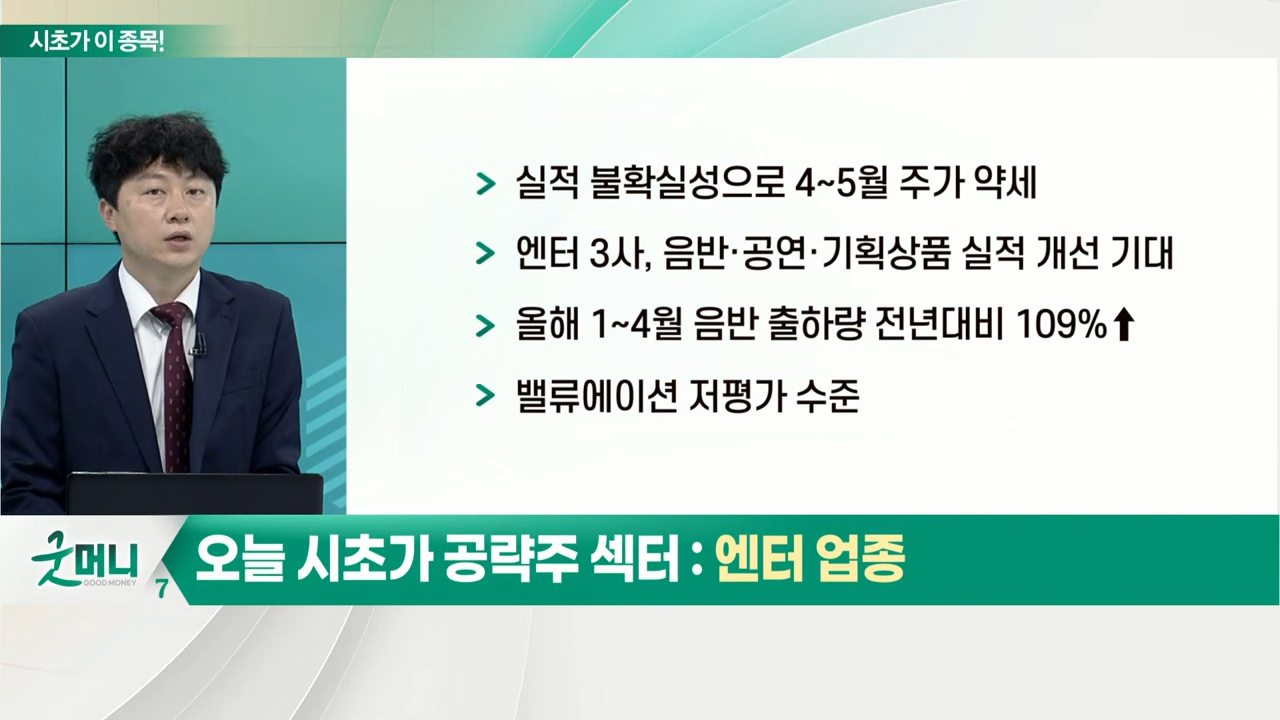 시초가 이 종목!
> 실적 불확실성으로 4~5월 주가 약세
> 엔터 3사, 음반·공연·기획상품 실적 개선 기대
> 올해 1~4월 음반 출하량 전년대비 109%⬆
> 밸류에이션 저평가 수준
굿머니
GOOD MONEY
7
오늘 시초가 공략주 섹터 : 엔터 업종